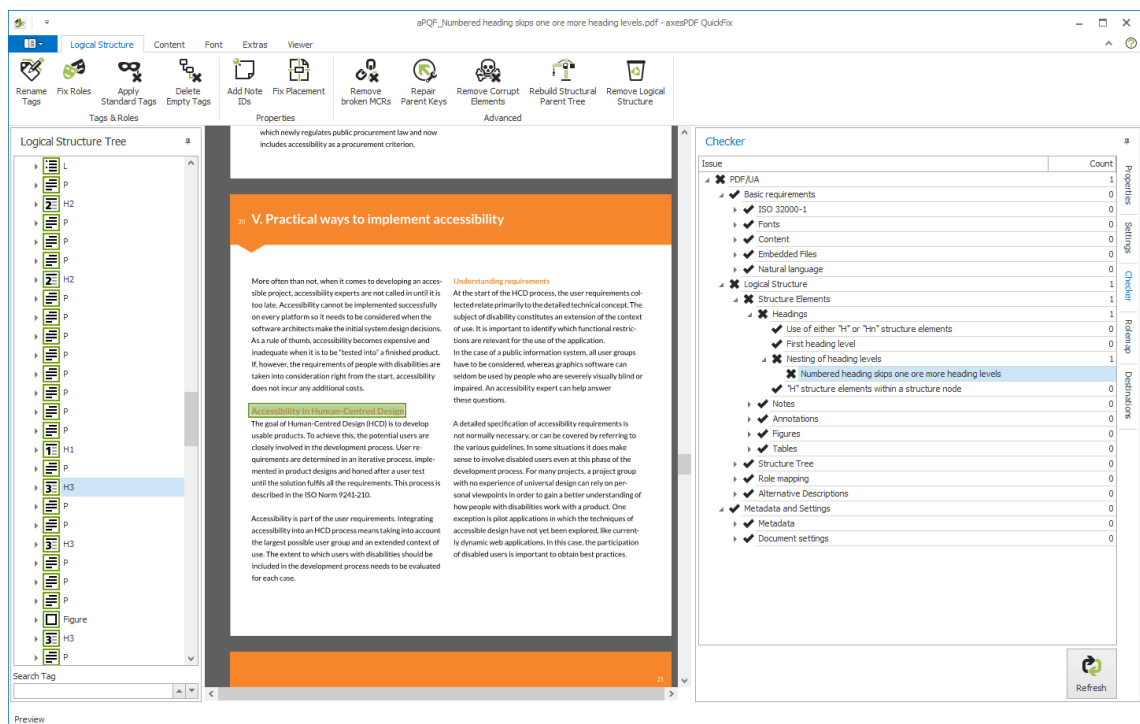 aPQF_Numbered heading skips one ore more heading levels.pdf - axesPDF QuickFix
Logical Structure Content Font Extras Viewer
Rename Tags
Fix Roles
Apply Standard Tags
Delete Empty Tags
Add Note IDs
Fix Placement
Remove broken MCRs
Repair Parent Keys
Remove Corrupt Elements
Rebuild Structural Parent Tree
Remove Logical Structure
Tags & Roles
Properties
Advanced
Logical Structure Tree
L
P
2 H2
P
P
P
2 H2
P
P
P
P
P
P
P
P
1 H1
P
3 H3
P
P
3 H3
P
P
P
Figure
3 H3
P
Search Tag
Preview
which newly regulates public procurement law and now
includes accessibility as a procurement criterion.
20 V. Practical ways to implement accessibility
More often than not, when it comes to developing an acces-
sible project, accessibility experts are not called in until it is
too late. Accessibility cannot be implemented successfully
on every platform so it needs to be considered when the
software architects make the initial system design decisions.
As a rule of thumb, accessibility becomes expensive and
inadequate when it is to be "tested into" a finished product.
If, however, the requirements of people with disabilities are
taken into consideration right from the start, accessibility
does not incur any additional costs.
Accessibility in Human-Centred Design
The goal of Human-Centred Design (HCD) is to develop
usable products. To achieve this, the potential users are
closely involved in the development process. User re-
quirements are determined in an iterative process, imple-
mented in product designs and honed after a user test
until the solution fulfils all the requirements. This process is
described in the ISO Norm 9241-210.
Accessibility is part of the user requirements. Integrating
accessibility into an HCD process means taking into account
the largest possible user group and an extended context of
use. The extent to which users with disabilities should be
included in the development process needs to be evaluated
for each case.
Understanding requirements
At the start of the HCD process, the user requirements col-
lected relate primarily to the detailed technical concept. The
subject of disability constitutes an extension of the context
of use. It is important to identify which functional restric-
tions are relevant for the use of the application.
In the case of a public information system, all user groups
have to be considered, whereas graphics software can
seldom be used by people who are severely visually blind or
impaired. An accessibility expert can help answer
these questions.
A detailed specification of accessibility requirements is
not normally necessary, or can be covered by referring to
the various guidelines. In some situations it does make
sense to involve disabled users even at this phase of the
development process. For many projects, a project group
with no experience of universal design can rely on per-
sonal viewpoints in order to gain a better understanding of
how people with disabilities work with a product. One
exception is pilot applications in which the techniques of
accessible design have not yet been explored, like current-
ly dynamic web applications. In this case, the participation
of disabled users is important to obtain best practices.
21
Checker
Issue Count
PDF/UA 1
Basic requirements 0
ISO 32000-1 0
Fonts 0
Content 0
Embedded Files 0
Natural language 0
Logical Structure 1
Structure Elements 1
Headings 1
Use of either "H" or "Hn" structure elements 0
First heading level 0
Nesting of heading levels 1
Numbered heading skips one ore more heading levels
"H" structure elements within a structure node 0
Notes 0
Annotations 0
Figures 0
Tables 0
Structure Tree 0
Role mapping 0
Alternative Descriptions 0
Metadata and Settings 0
Metadata 0
Document settings 0
Refresh
Properties
Settings
Checker
Rolemap
Destinations